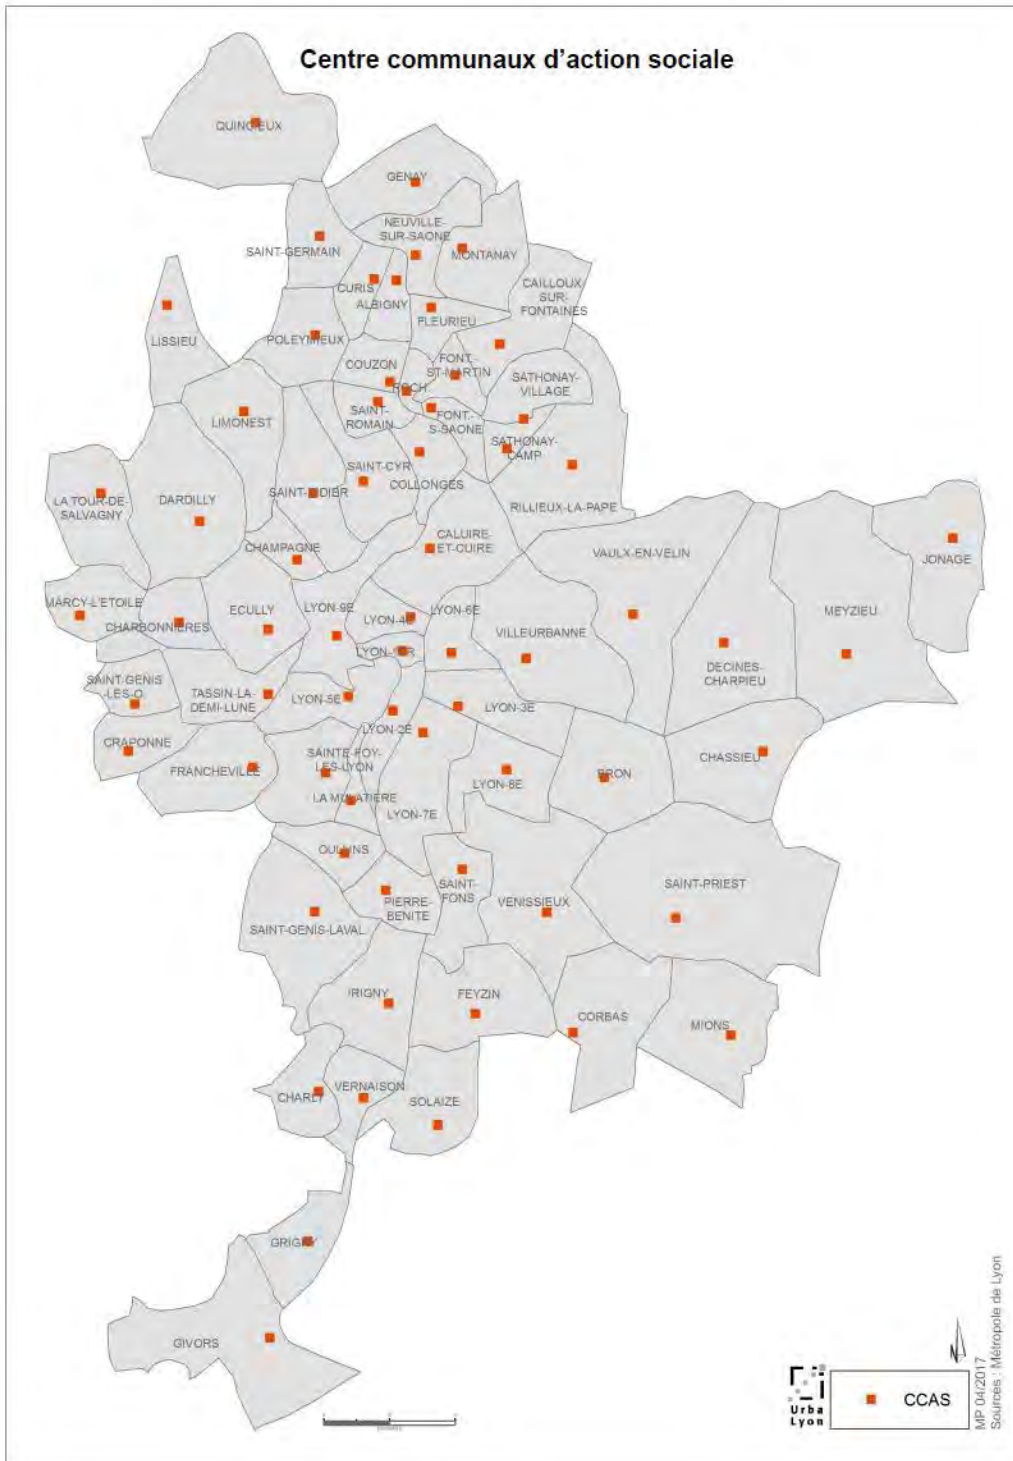 Centre communaux d'action sociale
QUINCIEUX
GENAY
NEUVILLE-
SUR-SAONE
SAINT-GERMAIN
MONTANAY
CURIS
ALBIGNY
CAILLOUX
SUR-
FONTAINES
FLEURIEU
LISSIEU
POLEYMIEUX
COUZON
FONT.-
ST-MARTIN
ROCH.
SATHONAY-
VILLAGE
LIMONEST
SAINT-
ROMAIN
FONT.-
S-SAONE
SATHONAY-
CAMP
SAINT-CYR
COLLONGES
LA TOUR-DE-
SALVAGNY
DARDILLY
SAINT-DIDIER
RILLIEUX-LA-PAPE
CHAMPAGNE
CALUIRE
ET-CUIRE
VAULX-EN-VELIN
JONAGE
MARCY-L'ETOILE
CHARBONNIERES
ECULLY
LYON-9E
LYON-4E
LYON-6E
VILLEURBANNE
MEYZIEU
LYON-1ER
DECINES-
CHARPIEU
SAINT-GENIS
-LES-O.
TASSIN-LA-
DEMI-LUNE
LYON-5E
LYON-3E
LYON-2E
CRAPONNE
FRANCHEVILLE
SAINTE-FOY-
LES-LYON
CHASSIEU
BRON
LYON-8E
LA MULATIERE
LYON-7E
OULLINS
SAINT-
FONS
SAINT-PRIEST
PIERRE-
BENITE
VENISSIEUX
SAINT-GENIS-LAVAL
IRIGNY
FEYZIN
CORBAS
MIONS
CHARLY
VERNAISON
SOLAIZE
GRIGNY
GIVORS
N
Urba
Lyon
CCAS
MP 04/2017
Sources : Métropole de Lyon